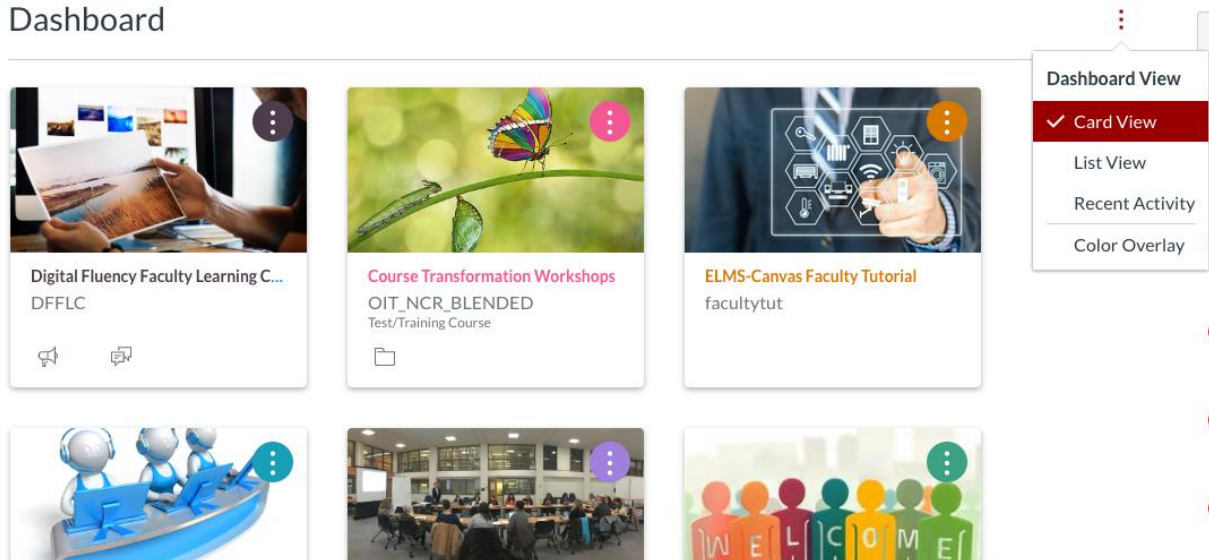 Dashboard
Dashboard View
Card View
List View
Recent Activity
Color Overlay
Digital Fluency Faculty Learning C...
DFFLC
Course Transformation Workshops
OIT_NCR_BLENDED
Test/Training Course
ELMS-Canvas Faculty Tutorial
facultytut
WELCOME